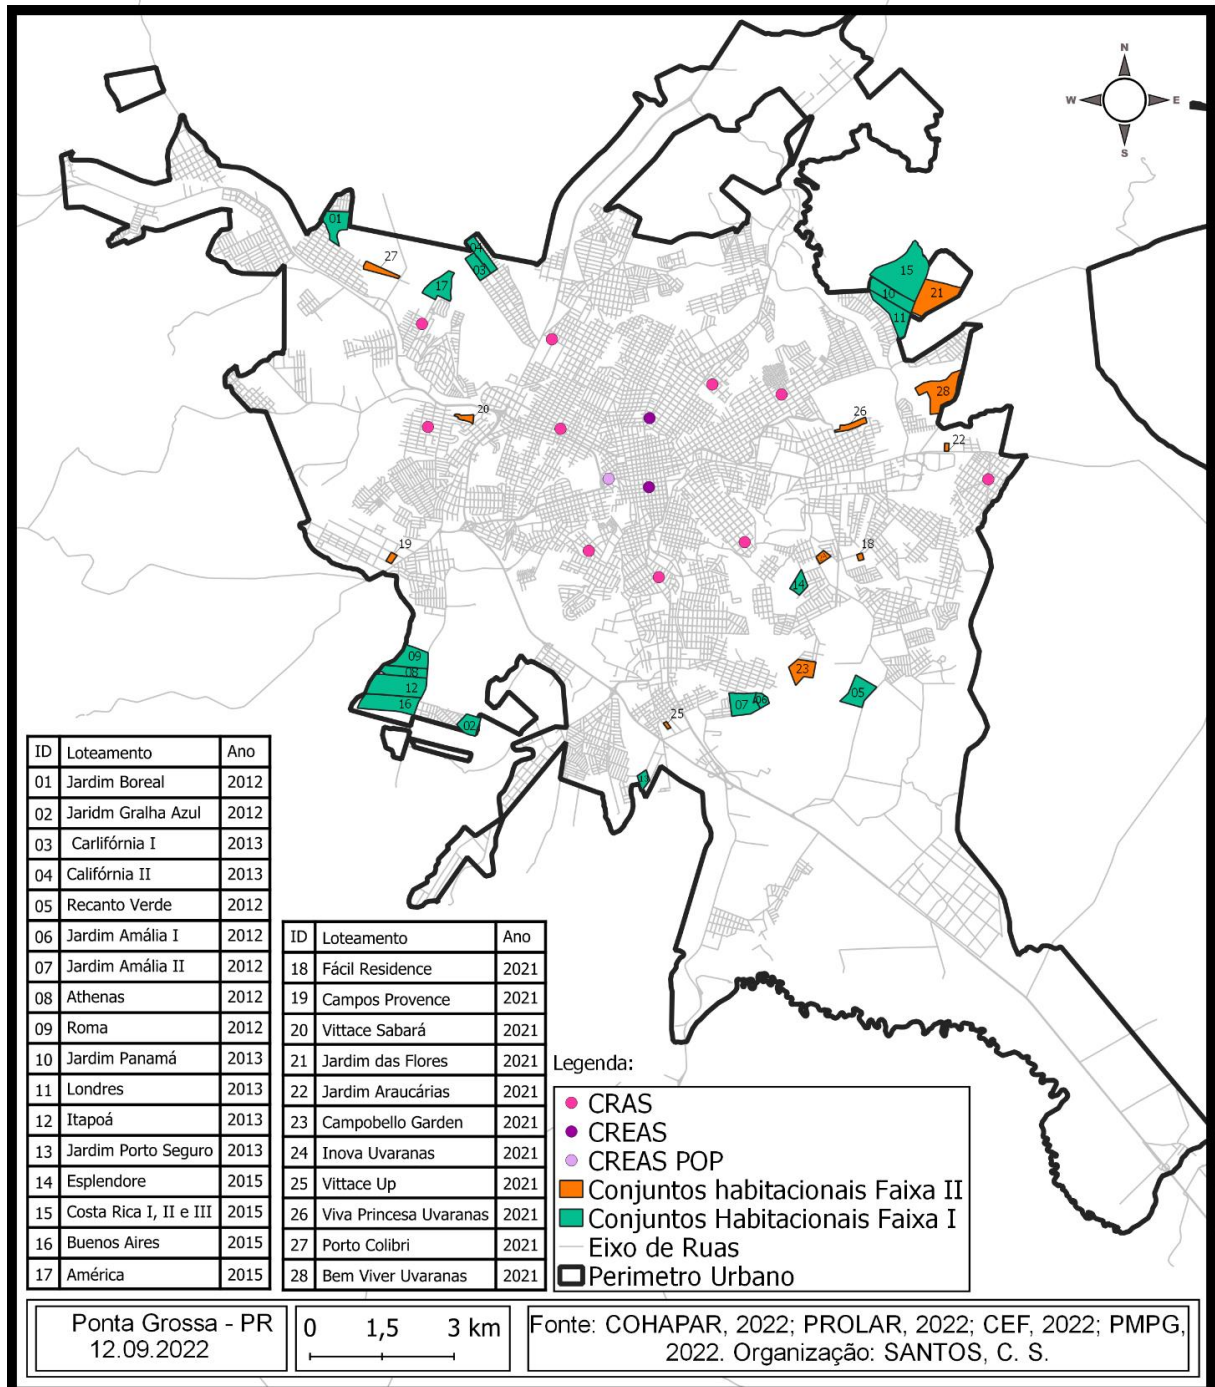 N
W E
S
01
27
04
03
17
15
10
11
21
28
20
26
22
19
18
14
09
08
12
16
02
23
05
07 06
25
13
ID Loteamento Ano
01 Jardim Boreal 2012
02 Jaridm Gralha Azul 2012
03 Carlifórnia I 2013
04 Califórnia II 2013
05 Recanto Verde 2012
06 Jardim Amália I 2012
07 Jardim Amália II 2012
08 Athenas 2012
09 Roma 2012
10 Jardim Panamá 2013
11 Londres 2013
12 Itapoá 2013
13 Jardim Porto Seguro 2013
14 Esplendore 2015
15 Costa Rica I, II e III 2015
16 Buenos Aires 2015
17 América 2015
ID Loteamento Ano
18 Fácil Residence 2021
19 Campos Provence 2021
20 Vittace Sabará 2021
21 Jardim das Flores 2021
22 Jardim Araucárias 2021
23 Campobello Garden 2021
24 Inova Uvaranas 2021
25 Vittace Up 2021
26 Viva Princesa Uvaranas 2021
27 Porto Colibri 2021
28 Bem Viver Uvaranas 2021
Legenda:
CRAS
CREAS
CREAS POP
Conjuntos habitacionais Faixa II
Conjuntos Habitacionais Faixa I
Eixo de Ruas
Perimetro Urbano
Ponta Grossa - PR
12.09.2022
0 1,5 3 km
Fonte: COHAPAR, 2022; PROLAR, 2022; CEF, 2022; PMPG,
2022. Organização: SANTOS, C. S.